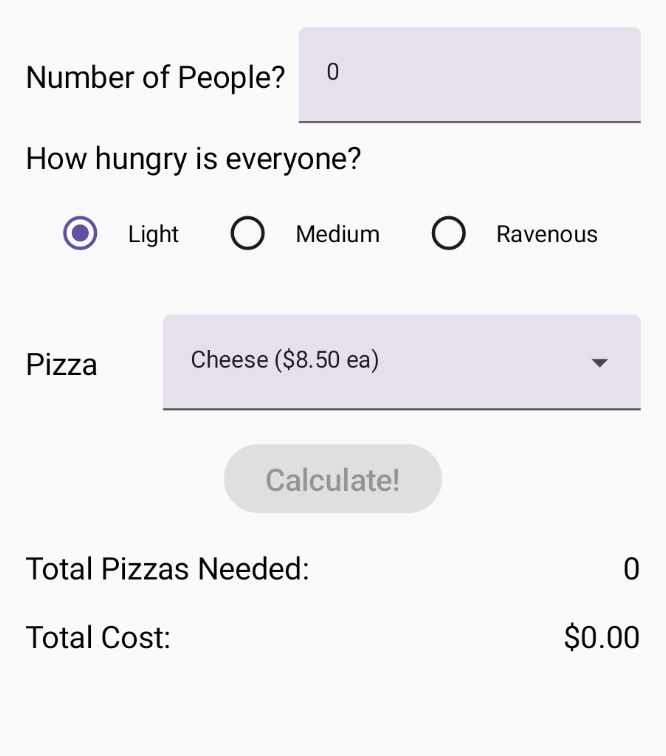 Number of People? 0
How hungry is everyone?
Light Medium Ravenous
Pizza Cheese ($8.50 ea)
Calculate!
Total Pizzas Needed: 0
Total Cost: $0.00